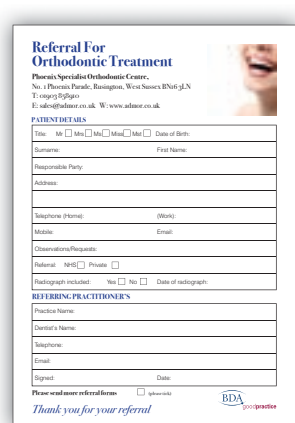 Referral For
Orthodontic Treatment
Phoenix Specialist Orthodontic Centre,
No. 1 Phoenix Parade, Rusington, West Sussex BN16 3LN
T: 01903 858910
E: sales@admor.co.uk W: www.admor.co.uk
PATIENT DETAILS
Title: Mr Mrs Ms Miss Mst Date of Birth:
Surname: First Name:
Responsible Party:
Address:
Telephone (Home): (Work):
Mobile: Email:
Observations/Requests:
Referral: NHS Private
Radiograph included: Yes No Date of radiograph:
REFERRING PRACTITIONER'S
Practice Name:
Dentist's Name:
Telephone:
Email:
Signed: Date:
Please send more referral forms (please tick)
Thank you for your referral
BDA
goodpractice